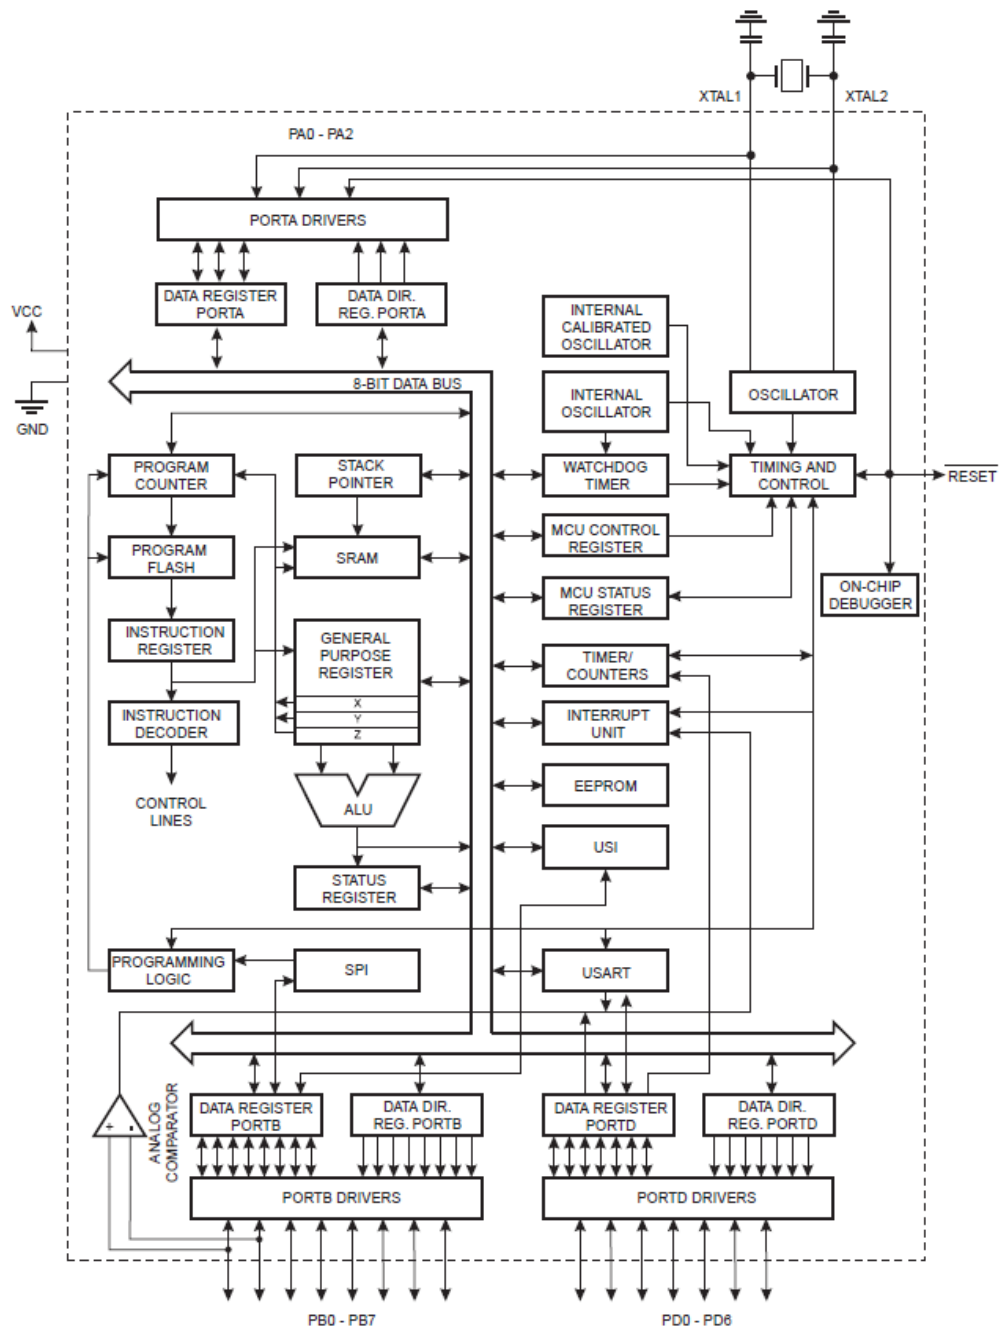 XTAL1
XTAL2
PA0 - PA2
PORTA DRIVERS
DATA REGISTER
PORTA
DATA DIR.
REG. PORTA
VCC
GND
8-BIT DATA BUS
INTERNAL
CALIBRATED
OSCILLATOR
INTERNAL
OSCILLATOR
OSCILLATOR
PROGRAM
COUNTER
STACK
POINTER
WATCHDOG
TIMER
TIMING AND
CONTROL
RESET
PROGRAM
FLASH
SRAM
MCU CONTROL
REGISTER
MCU STATUS
REGISTER
ON-CHIP
DEBUGGER
INSTRUCTION
REGISTER
GENERAL
PURPOSE
REGISTER
X
Y
Z
TIMER/
COUNTERS
INSTRUCTION
DECODER
INTERRUPT
UNIT
CONTROL
LINES
ALU
EEPROM
USI
STATUS
REGISTER
PROGRAMMING
LOGIC
SPI
USART
ANALOG
COMPARATOR
+
-
DATA REGISTER
PORTB
DATA DIR.
REG. PORTB
DATA REGISTER
PORTD
DATA DIR.
REG. PORTD
PORTB DRIVERS
PORTD DRIVERS
PB0 - PB7
PD0 - PD6